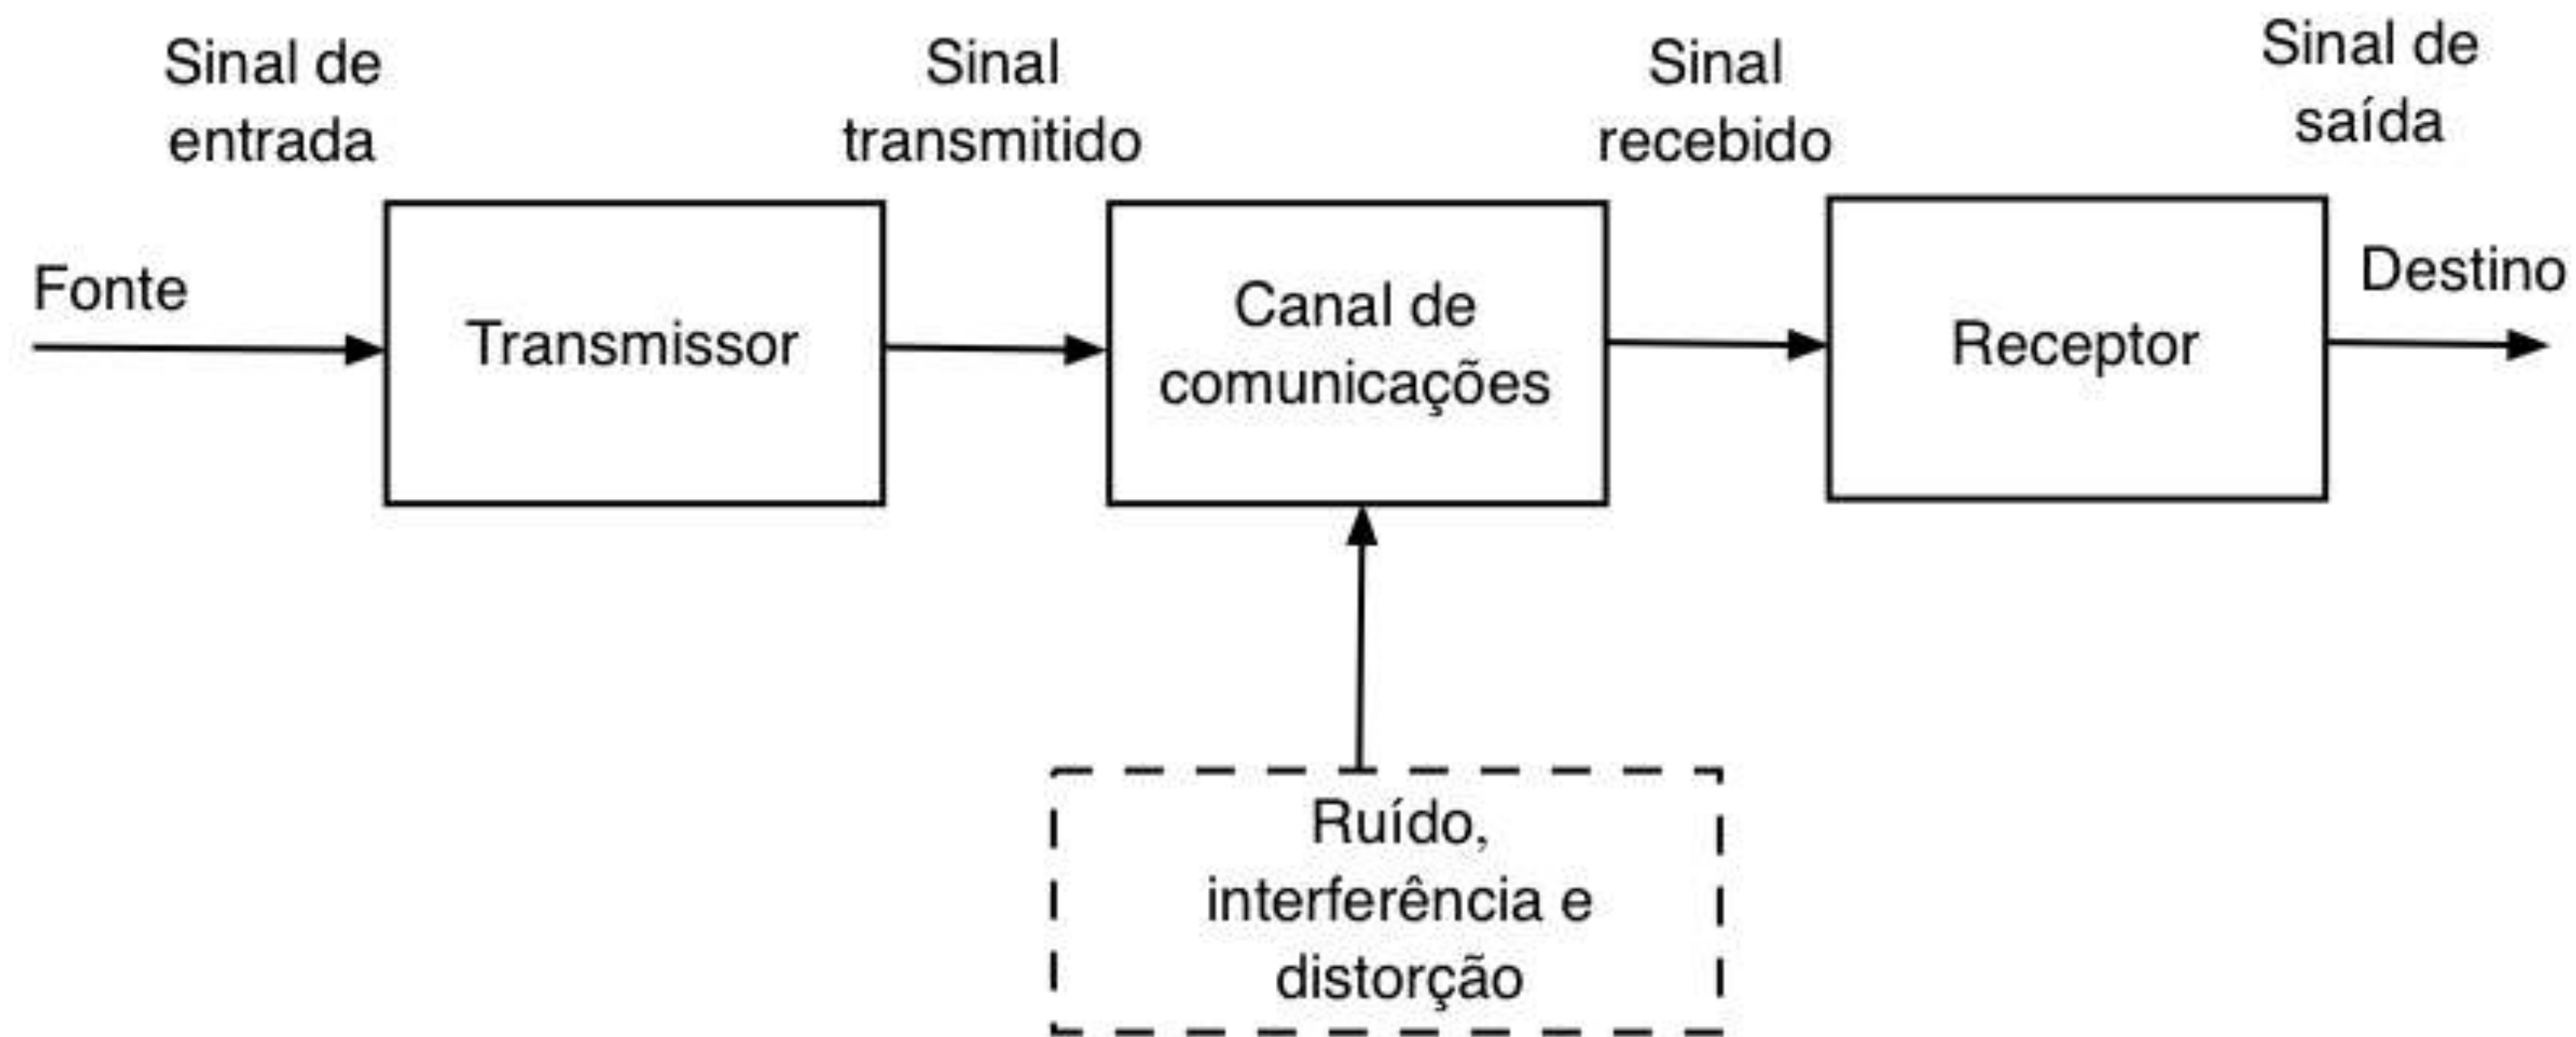 Sinal de
entrada
Sinal
transmitido
Sinal
recebido
Sinal de
saída
Fonte
Transmissor
Canal de
comunicações
Receptor
Destino
Ruído,
interferência e
distorção